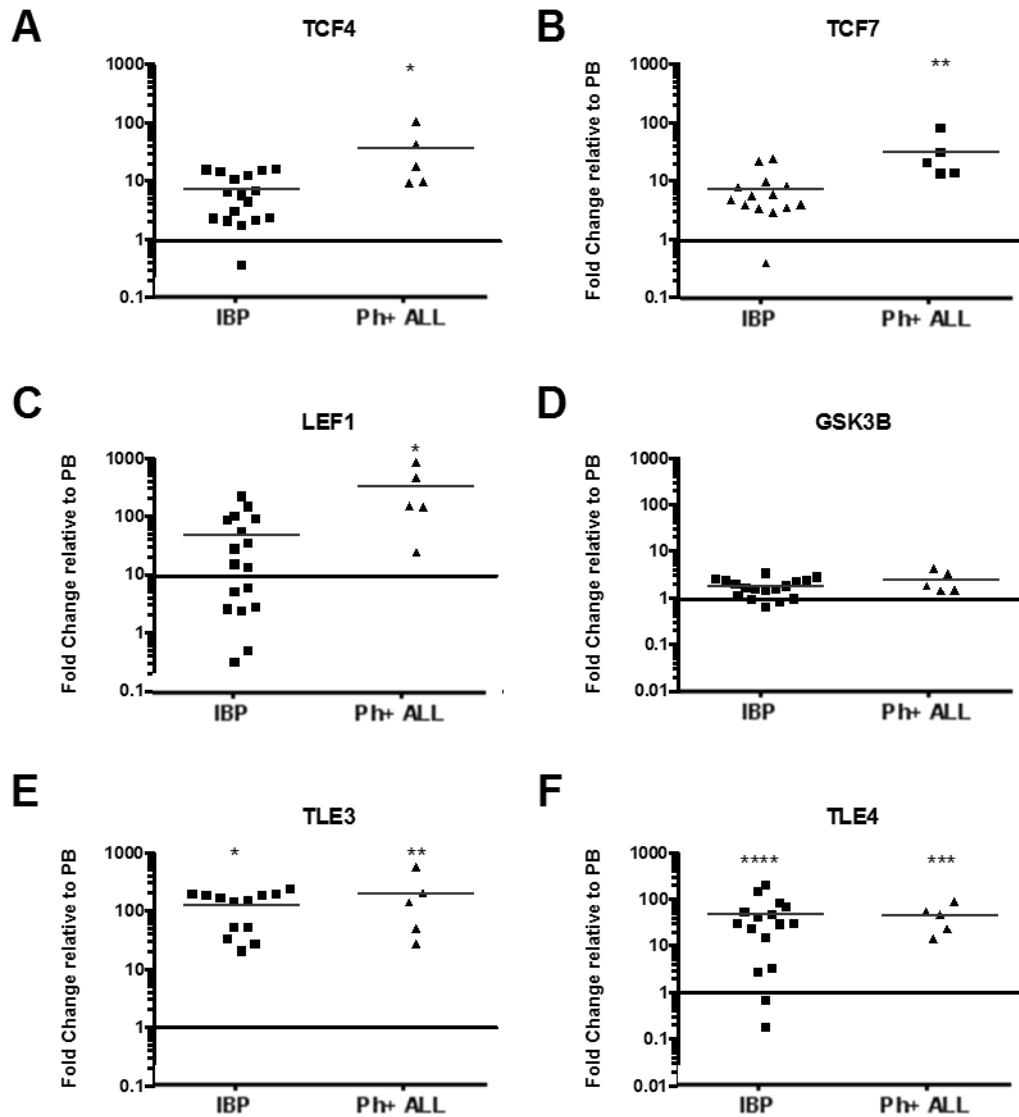 A
TCF4
1000
100
10
1
0.1
*
IBP
Ph+ ALL
B
TCF7
Fold Change relative to PB
1000
100
10
1
0.1
**
IBP
Ph+ ALL
C
LEF1
Fold Change relative to PB
1000
100
10
1
0.1
*
IBP
Ph+ ALL
D
GSK3B
Fold Change relative to PB
1000
100
10
1
0.1
0.01
IBP
Ph+ ALL
E
TLE3
Fold Change relative to PB
1000
100
10
1
0.1
*
**
IBP
Ph+ ALL
F
TLE4
Fold Change relative to PB
1000
100
10
1
0.1
0.01
****
***
IBP
Ph+ ALL